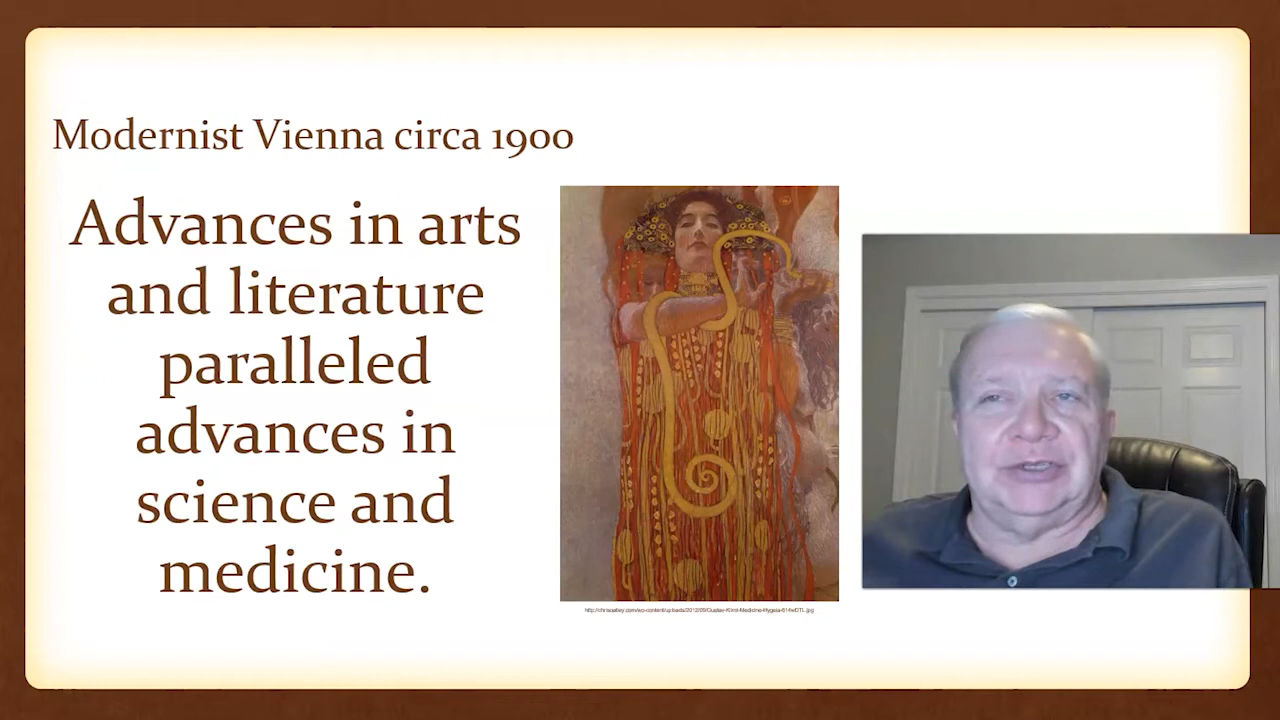 Modernist Vienna circa 1900
Advances in arts
and literature
paralleled
advances in
science and
medicine.